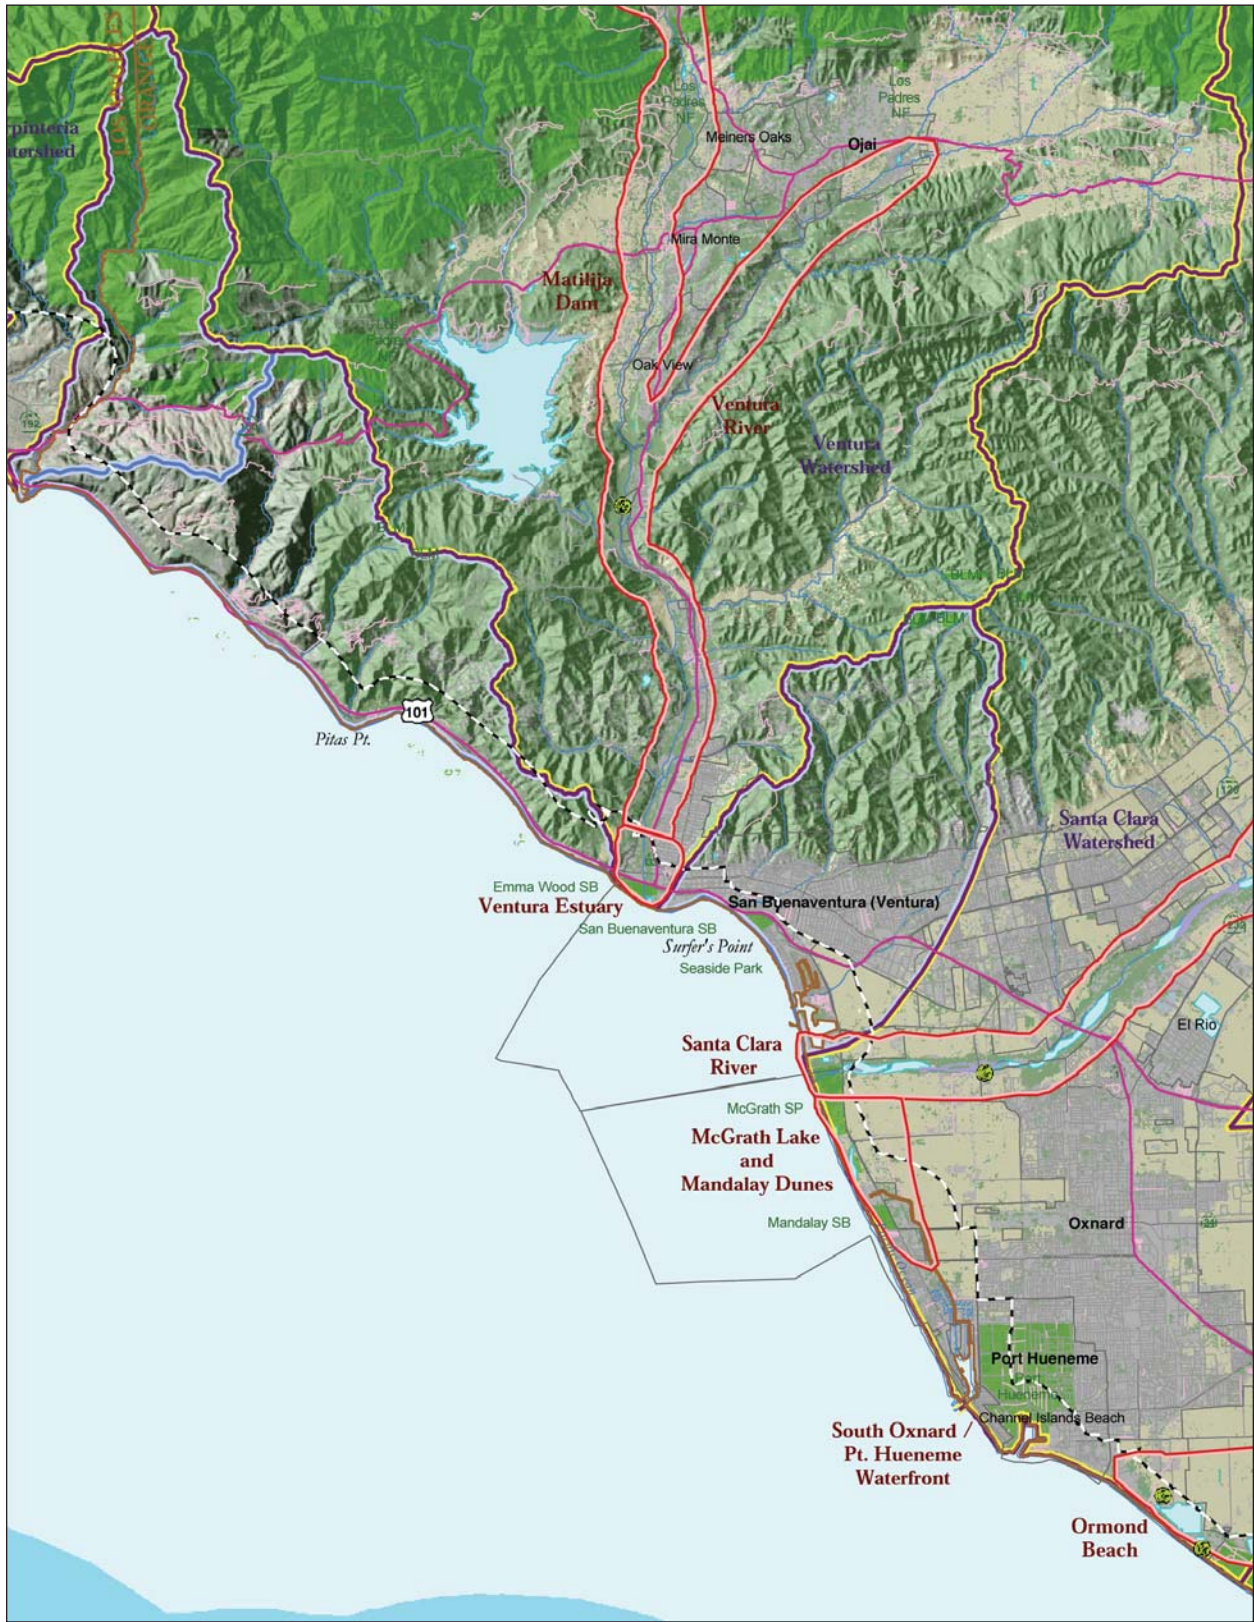 Los
Padres
NF
Los
Padres
NF
Meiners Oaks
Ojai
Mira Monte
Matilija
Dam
Oak View
Ventura
River
Ventura
Watershed
192
BLM
BLM
101
Pitas Pt.
Santa Clara
Watershed
Emma Wood SB
Ventura Estuary
San Buenaventura (Ventura)
San Buenaventura SB
Surfer's Point
Seaside Park
El Rio
Santa Clara
River
McGrath SP
McGrath Lake
and
Mandalay Dunes
Mandalay SB
Oxnard
Port Hueneme
Port
Hueneme
Channel Islands Beach
South Oxnard /
Pt. Hueneme
Waterfront
Ormond
Beach